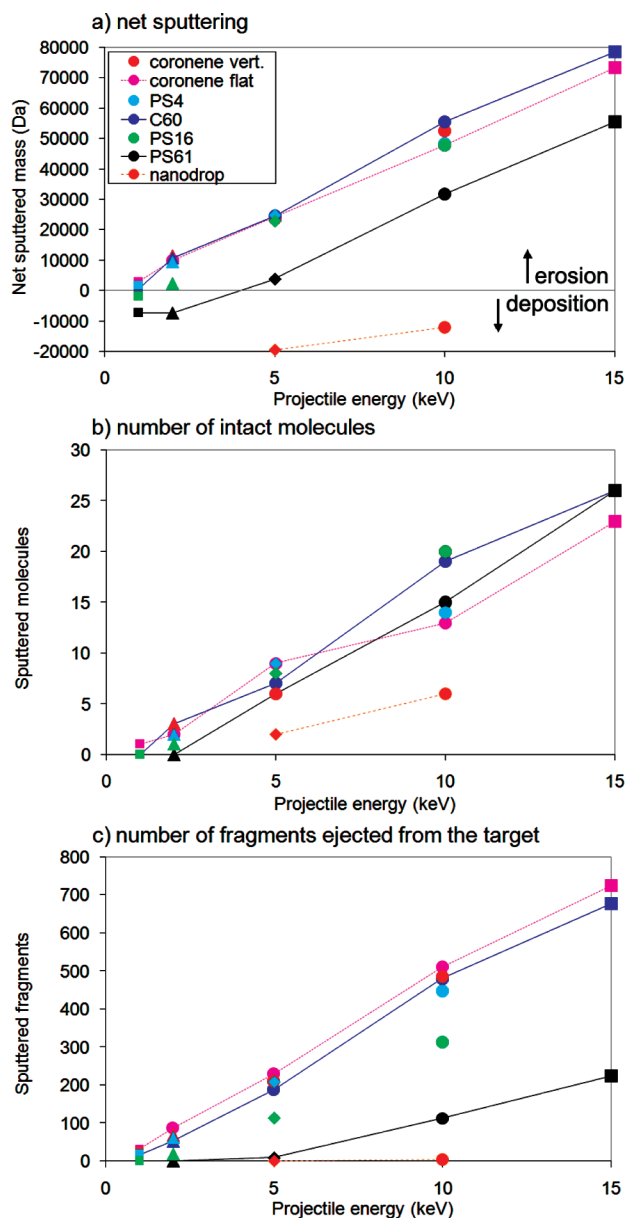 a) net sputtering
Net sputtered mass (Da)
80000
70000
60000
50000
40000
30000
20000
10000
0
-10000
-20000
coronene vert.
coronene flat
PS4
C60
PS16
PS61
nanodrop
erosion
deposition
0 5 10 15
Projectile energy (keV)
b) number of intact molecules
Sputtered molecules
30
25
20
15
10
5
0
0 5 10 15
Projectile energy (keV)
c) number of fragments ejected from the target
Sputtered fragments
800
700
600
500
400
300
200
100
0
0 5 10 15
Projectile energy (keV)